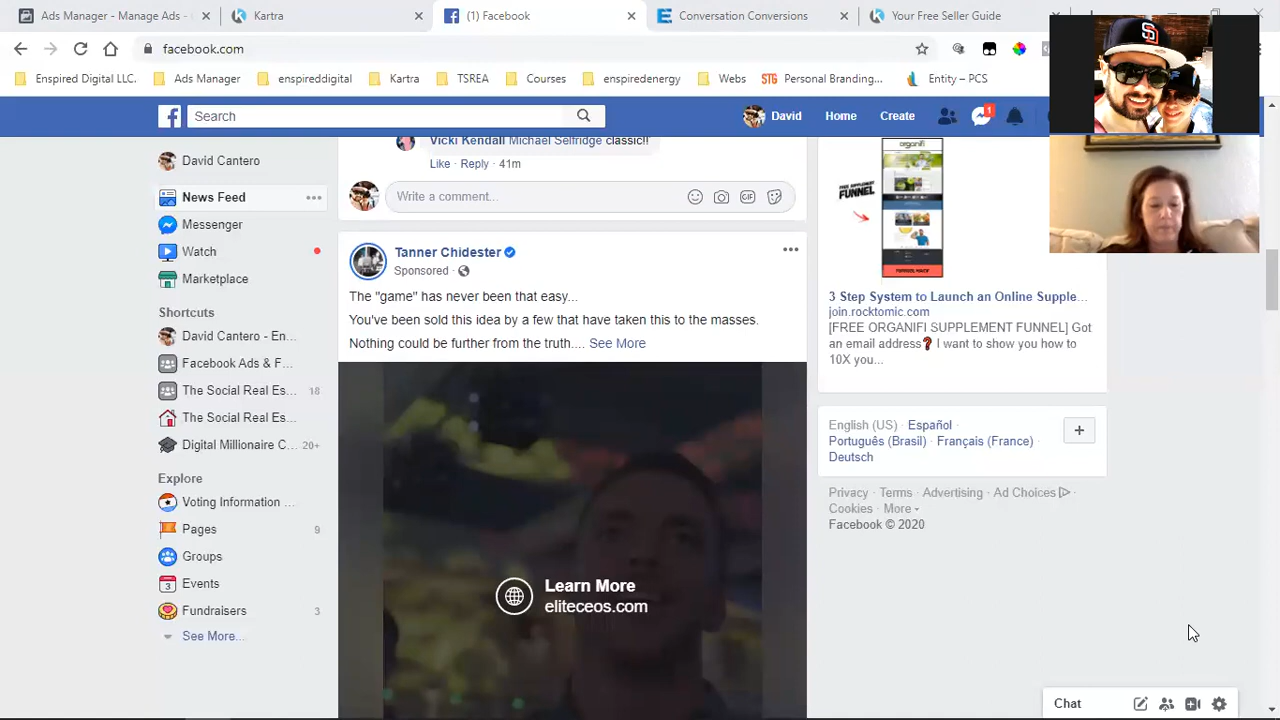 Ads Manager - Manage Ads -
Kartra
Facebook
Conversation Conversions
Your Free Seller Guide
facebook.com
Enspired Digital LLC.
Ads Manager
enspireddigital
TSREA
Courses
enspiredenergy
Webs
Personal Branding...
Entity – PCS
Search
David
Home
Create
1
David Cantero
News Feed
Messenger
Watch
Marketplace
Shortcuts
David Cantero - En...
Facebook Ads & F...
The Social Real Es... 18
The Social Real Es...
Digital Millionaire C... 20+
Explore
Voting Information ...
Pages 9
Groups
Events
Fundraisers 3
See More...
Vicki Kendall Michael Selfridge classic!!
Like · Reply · 41m
Write a comment...
GIF
Tanner Chidester
Sponsored ·
The "game" has never been that easy...
You've been sold this idea by a few that have taken this to the masses.
Nothing could be further from the truth.... See More
Learn More
eliteceos.com
organifi
FUNNEL
3 Step System to Launch an Online Supple...
join.rocktomic.com
[FREE ORGANIFI SUPPLEMENT FUNNEL] Got
an email address❓ I want to show you how to
10X you...
English (US) · Español ·
Português (Brasil) · Français (France) ·
Deutsch
Privacy · Terms · Advertising · Ad Choices ·
Cookies · More
Facebook © 2020
Chat